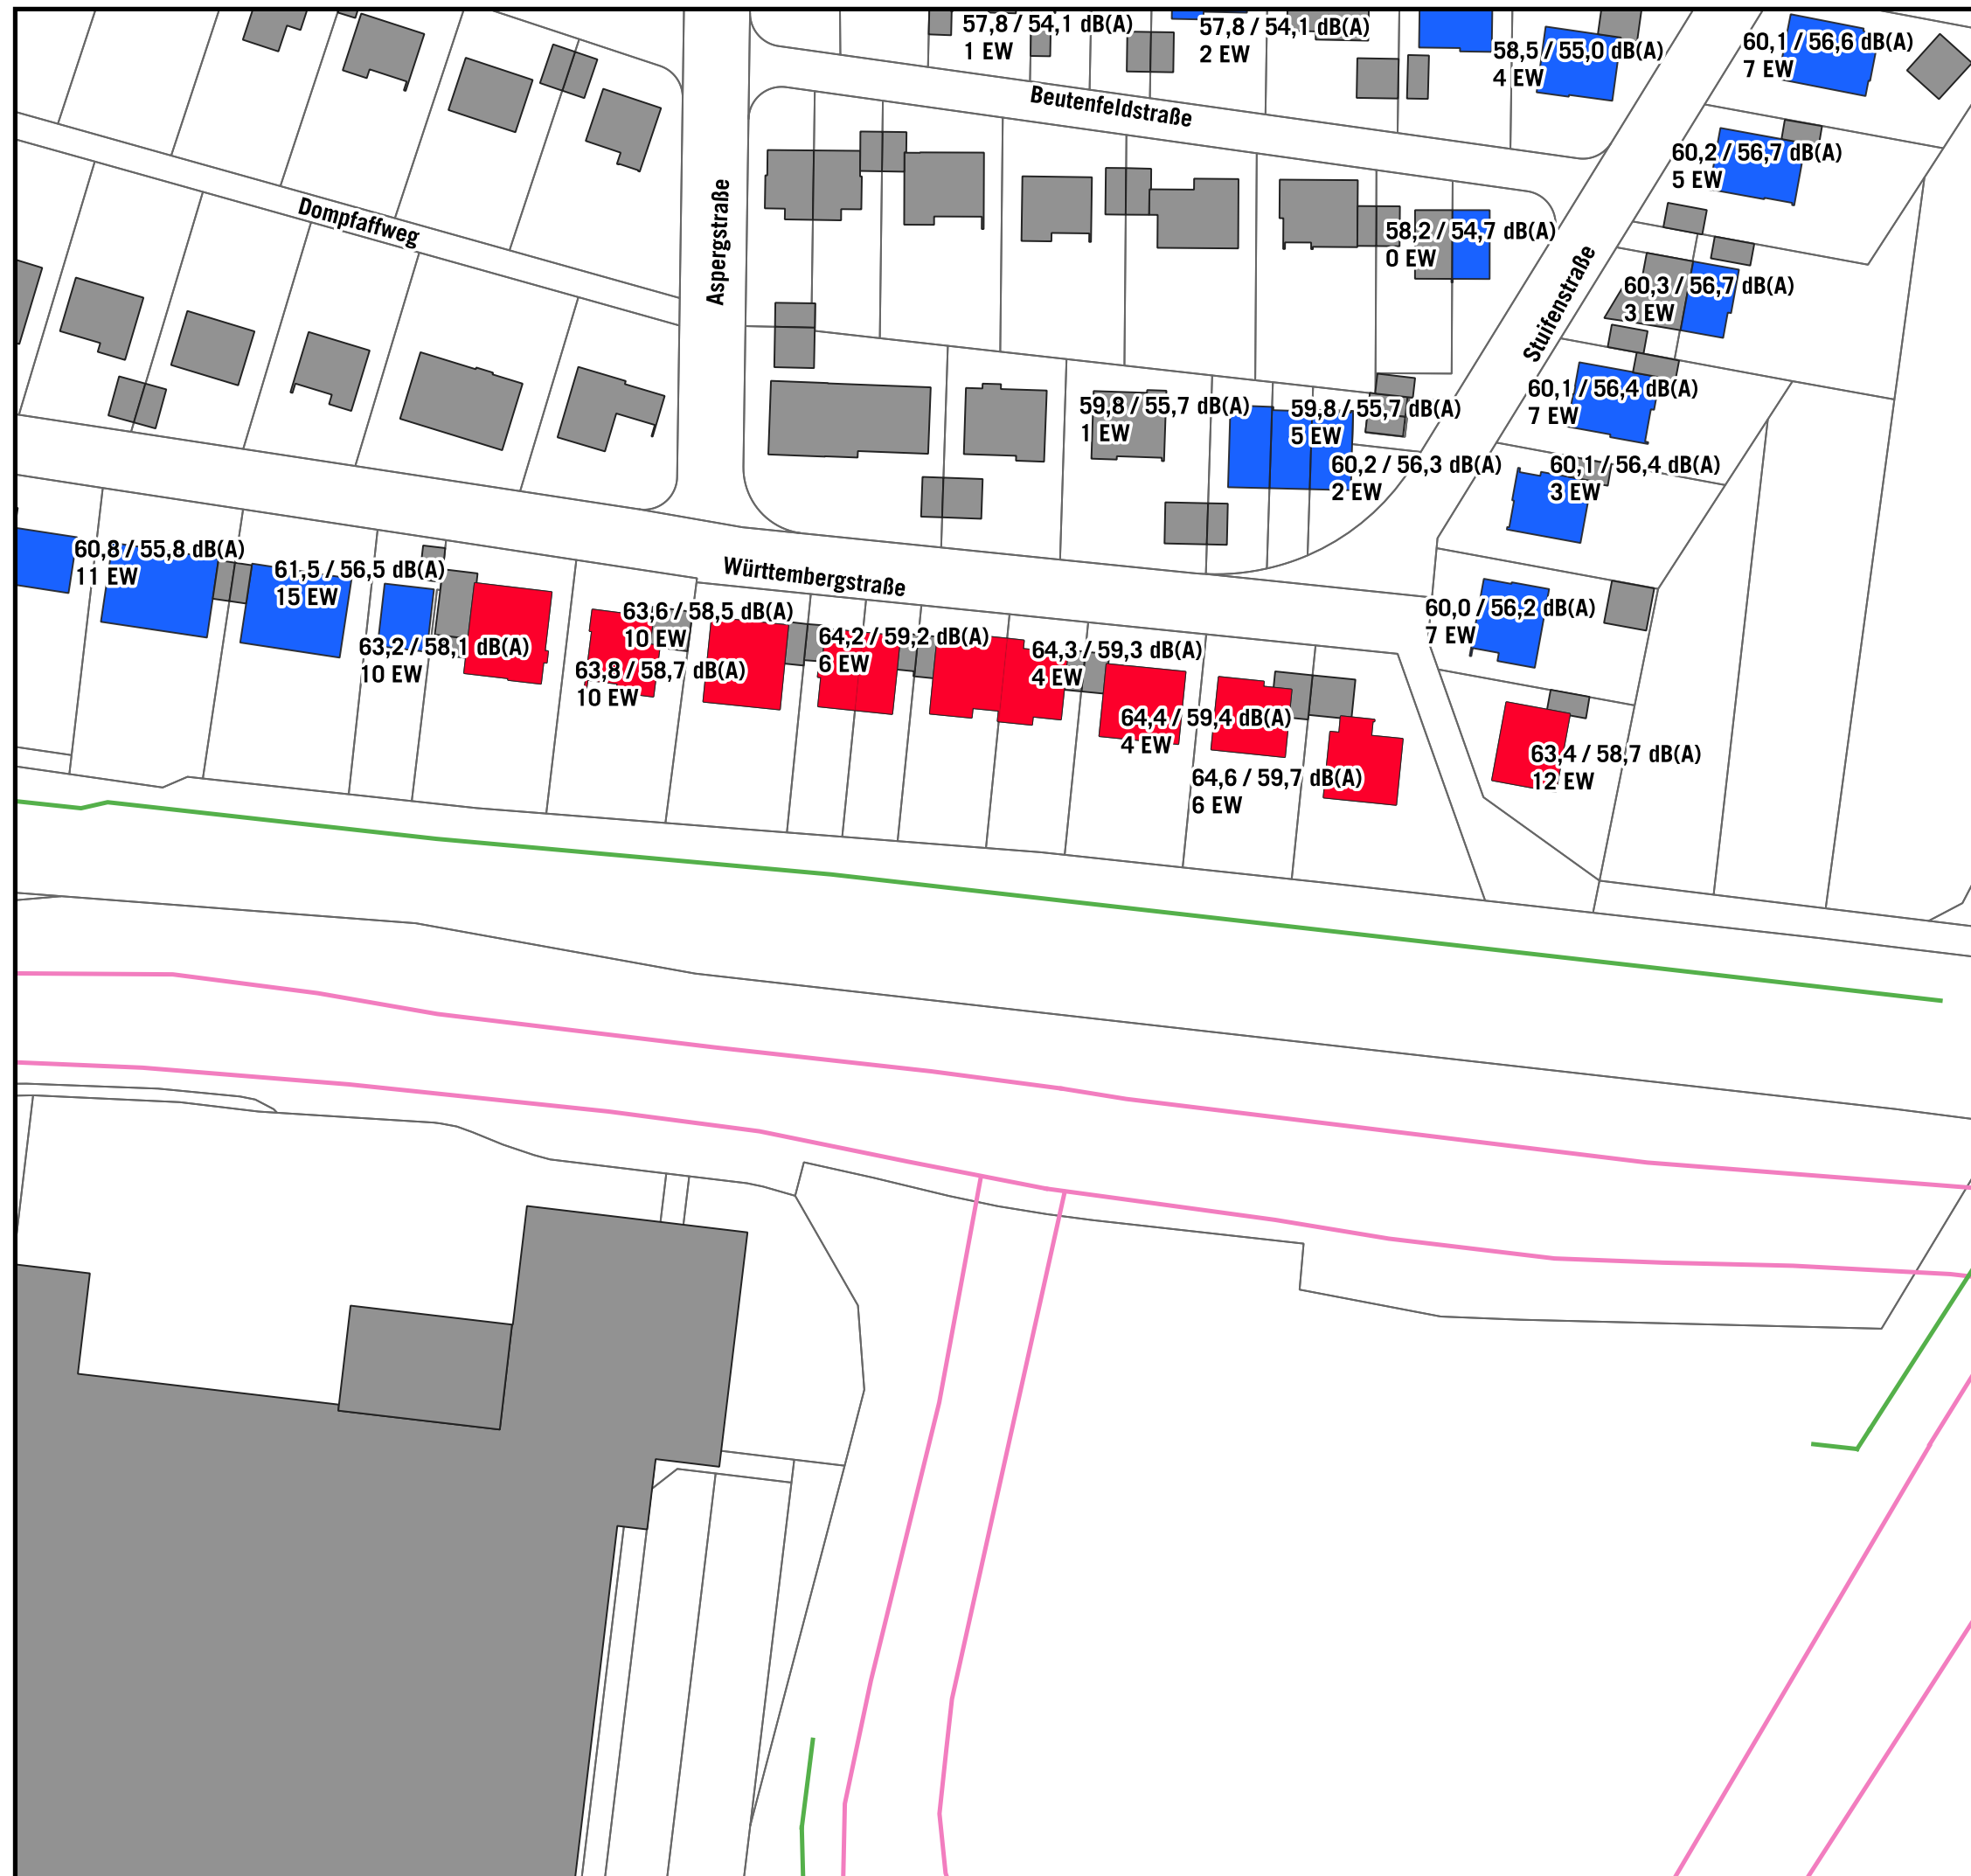 57,8 / 54,1 dB(A)
1 EW
57,8 / 54,1 dB(A)
2 EW
58,5 / 55,0 dB(A)
4 EW
60,1 / 56,6 dB(A)
7 EW
Beutenfeldstraße
60,2 / 56,7 dB(A)
5 EW
Dompfaffweg
Aspergstraße
58,2 / 54,7 dB(A)
0 EW
Stuifenstraße
60,3 / 56,7 dB(A)
3 EW
60,1 / 56,4 dB(A)
7 EW
59,8 / 55,7 dB(A)
1 EW
59,8 / 55,7 dB(A)
5 EW
60,2 / 56,3 dB(A)
2 EW
60,1 / 56,4 dB(A)
3 EW
60,8 / 55,8 dB(A)
11 EW
61,5 / 56,5 dB(A)
15 EW
Württembergstraße
63,2 / 58,1 dB(A)
10 EW
63,6 / 58,5 dB(A)
10 EW
63,8 / 58,7 dB(A)
10 EW
64,2 / 59,2 dB(A)
6 EW
64,3 / 59,3 dB(A)
4 EW
60,0 / 56,2 dB(A)
7 EW
64,4 / 59,4 dB(A)
4 EW
64,6 / 59,7 dB(A)
6 EW
63,4 / 58,7 dB(A)
12 EW